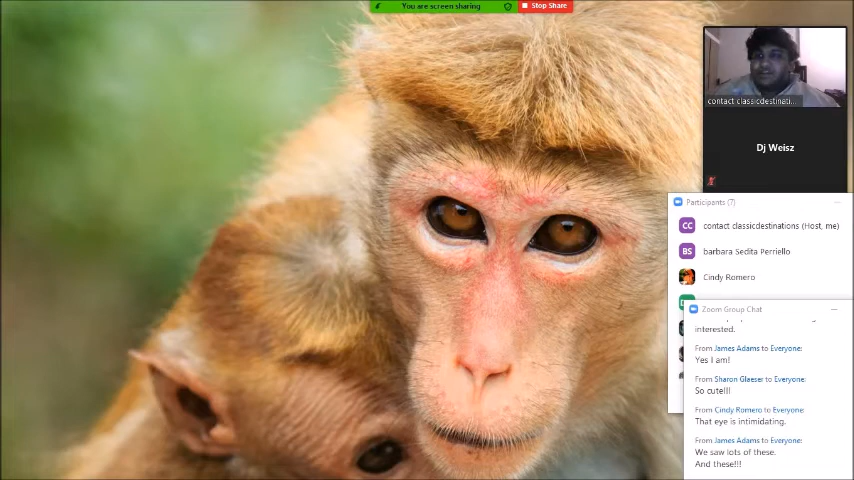 You are screen sharing
Stop Share
contact classicdestinati...
Dj Weisz
Participants (7)
CC
contact classicdestinations (Host, me)
BS
barbara Sedita Perriello
Cindy Romero
Zoom Group Chat
interested.
From James Adams to Everyone:
Yes I am!
From Sharon Glaeser to Everyone:
So cute!!!
From Cindy Romero to Everyone:
That eye is intimidating.
From James Adams to Everyone:
We saw lots of these.
And these!!!